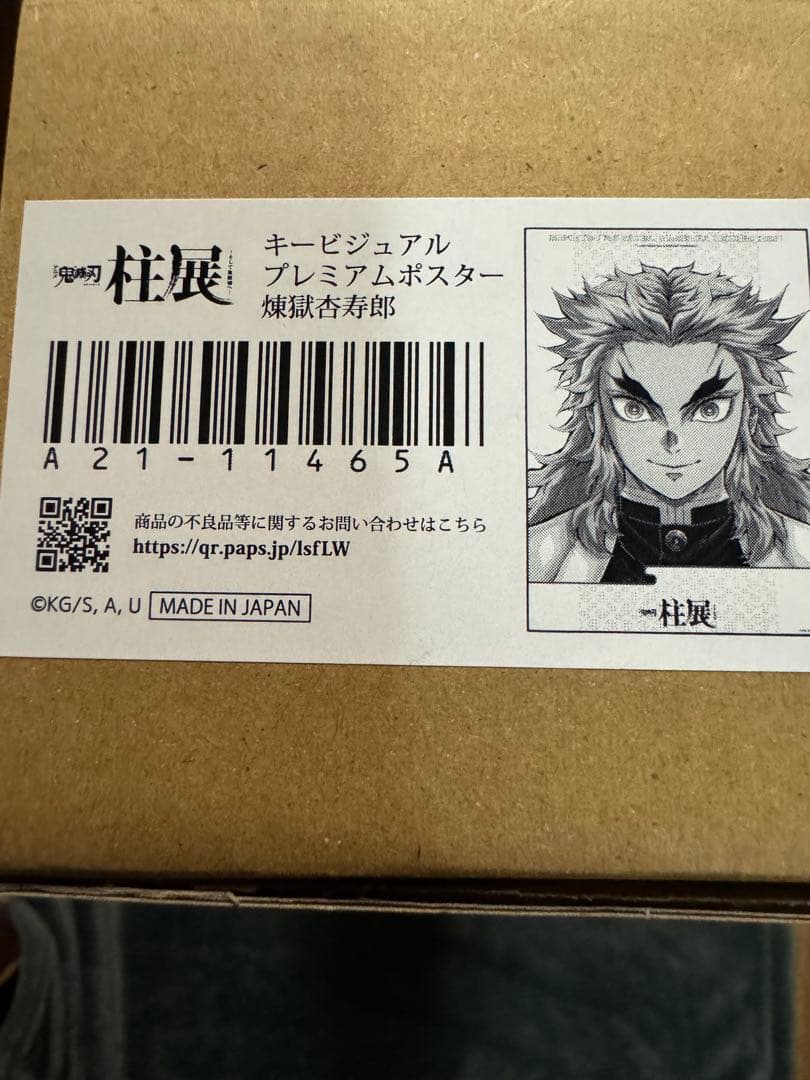 鬼滅の刃
柱展
キービジュアル
プレミアムポスター
煉獄杏寿郎
A21-11465A
商品の不良品等に関するお問い合わせはこちら
https://qr.paps.jp/lsfLW
©KG/S, A, U MADE IN JAPAN
柱展